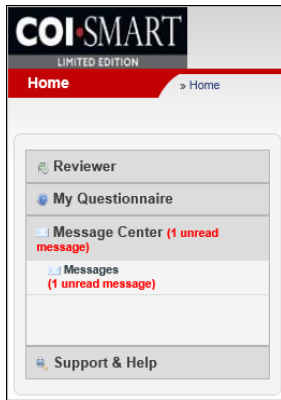 COI•SMART
LIMITED EDITION
Home
» Home
Reviewer
My Questionnaire
Message Center (1 unread
message)
Messages
(1 unread message)
Support & Help